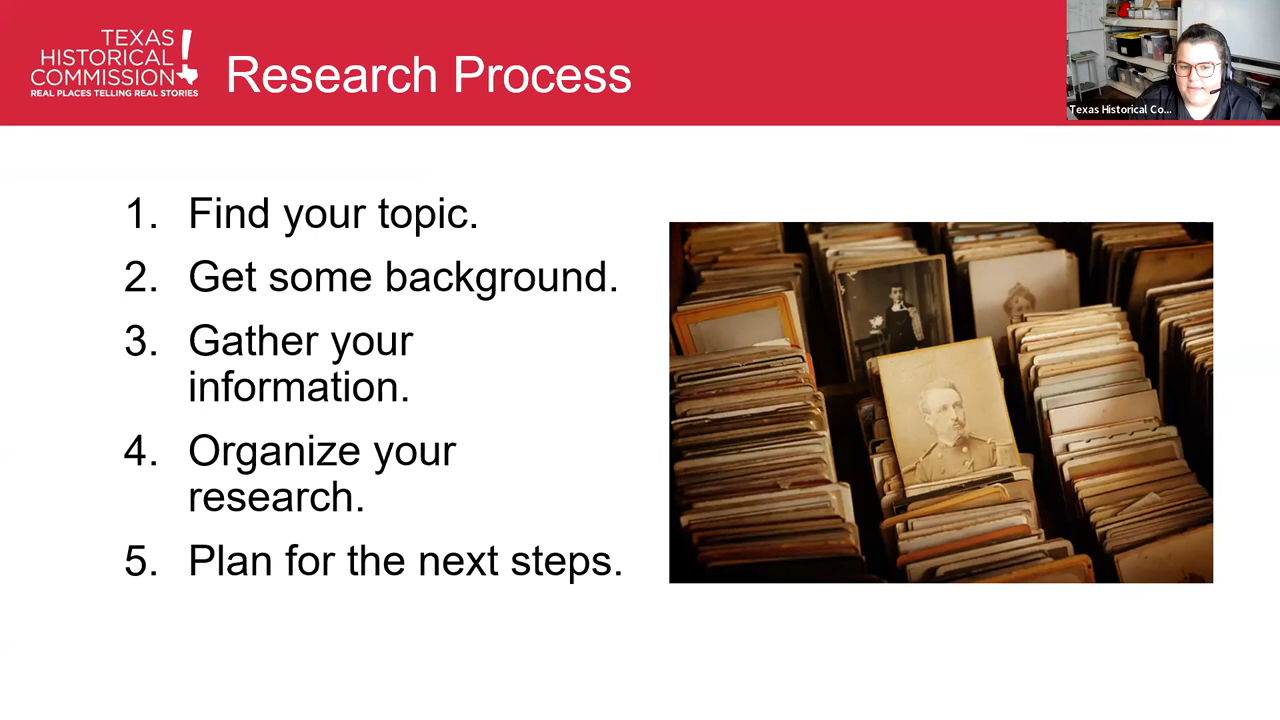 TEXAS
HISTORICAL
COMMISSION
REAL PLACES TELLING REAL STORIES
Research Process
Texas Historical Co...
1. Find your topic.
2. Get some background.
3. Gather your
information.
4. Organize your
research.
5. Plan for the next steps.